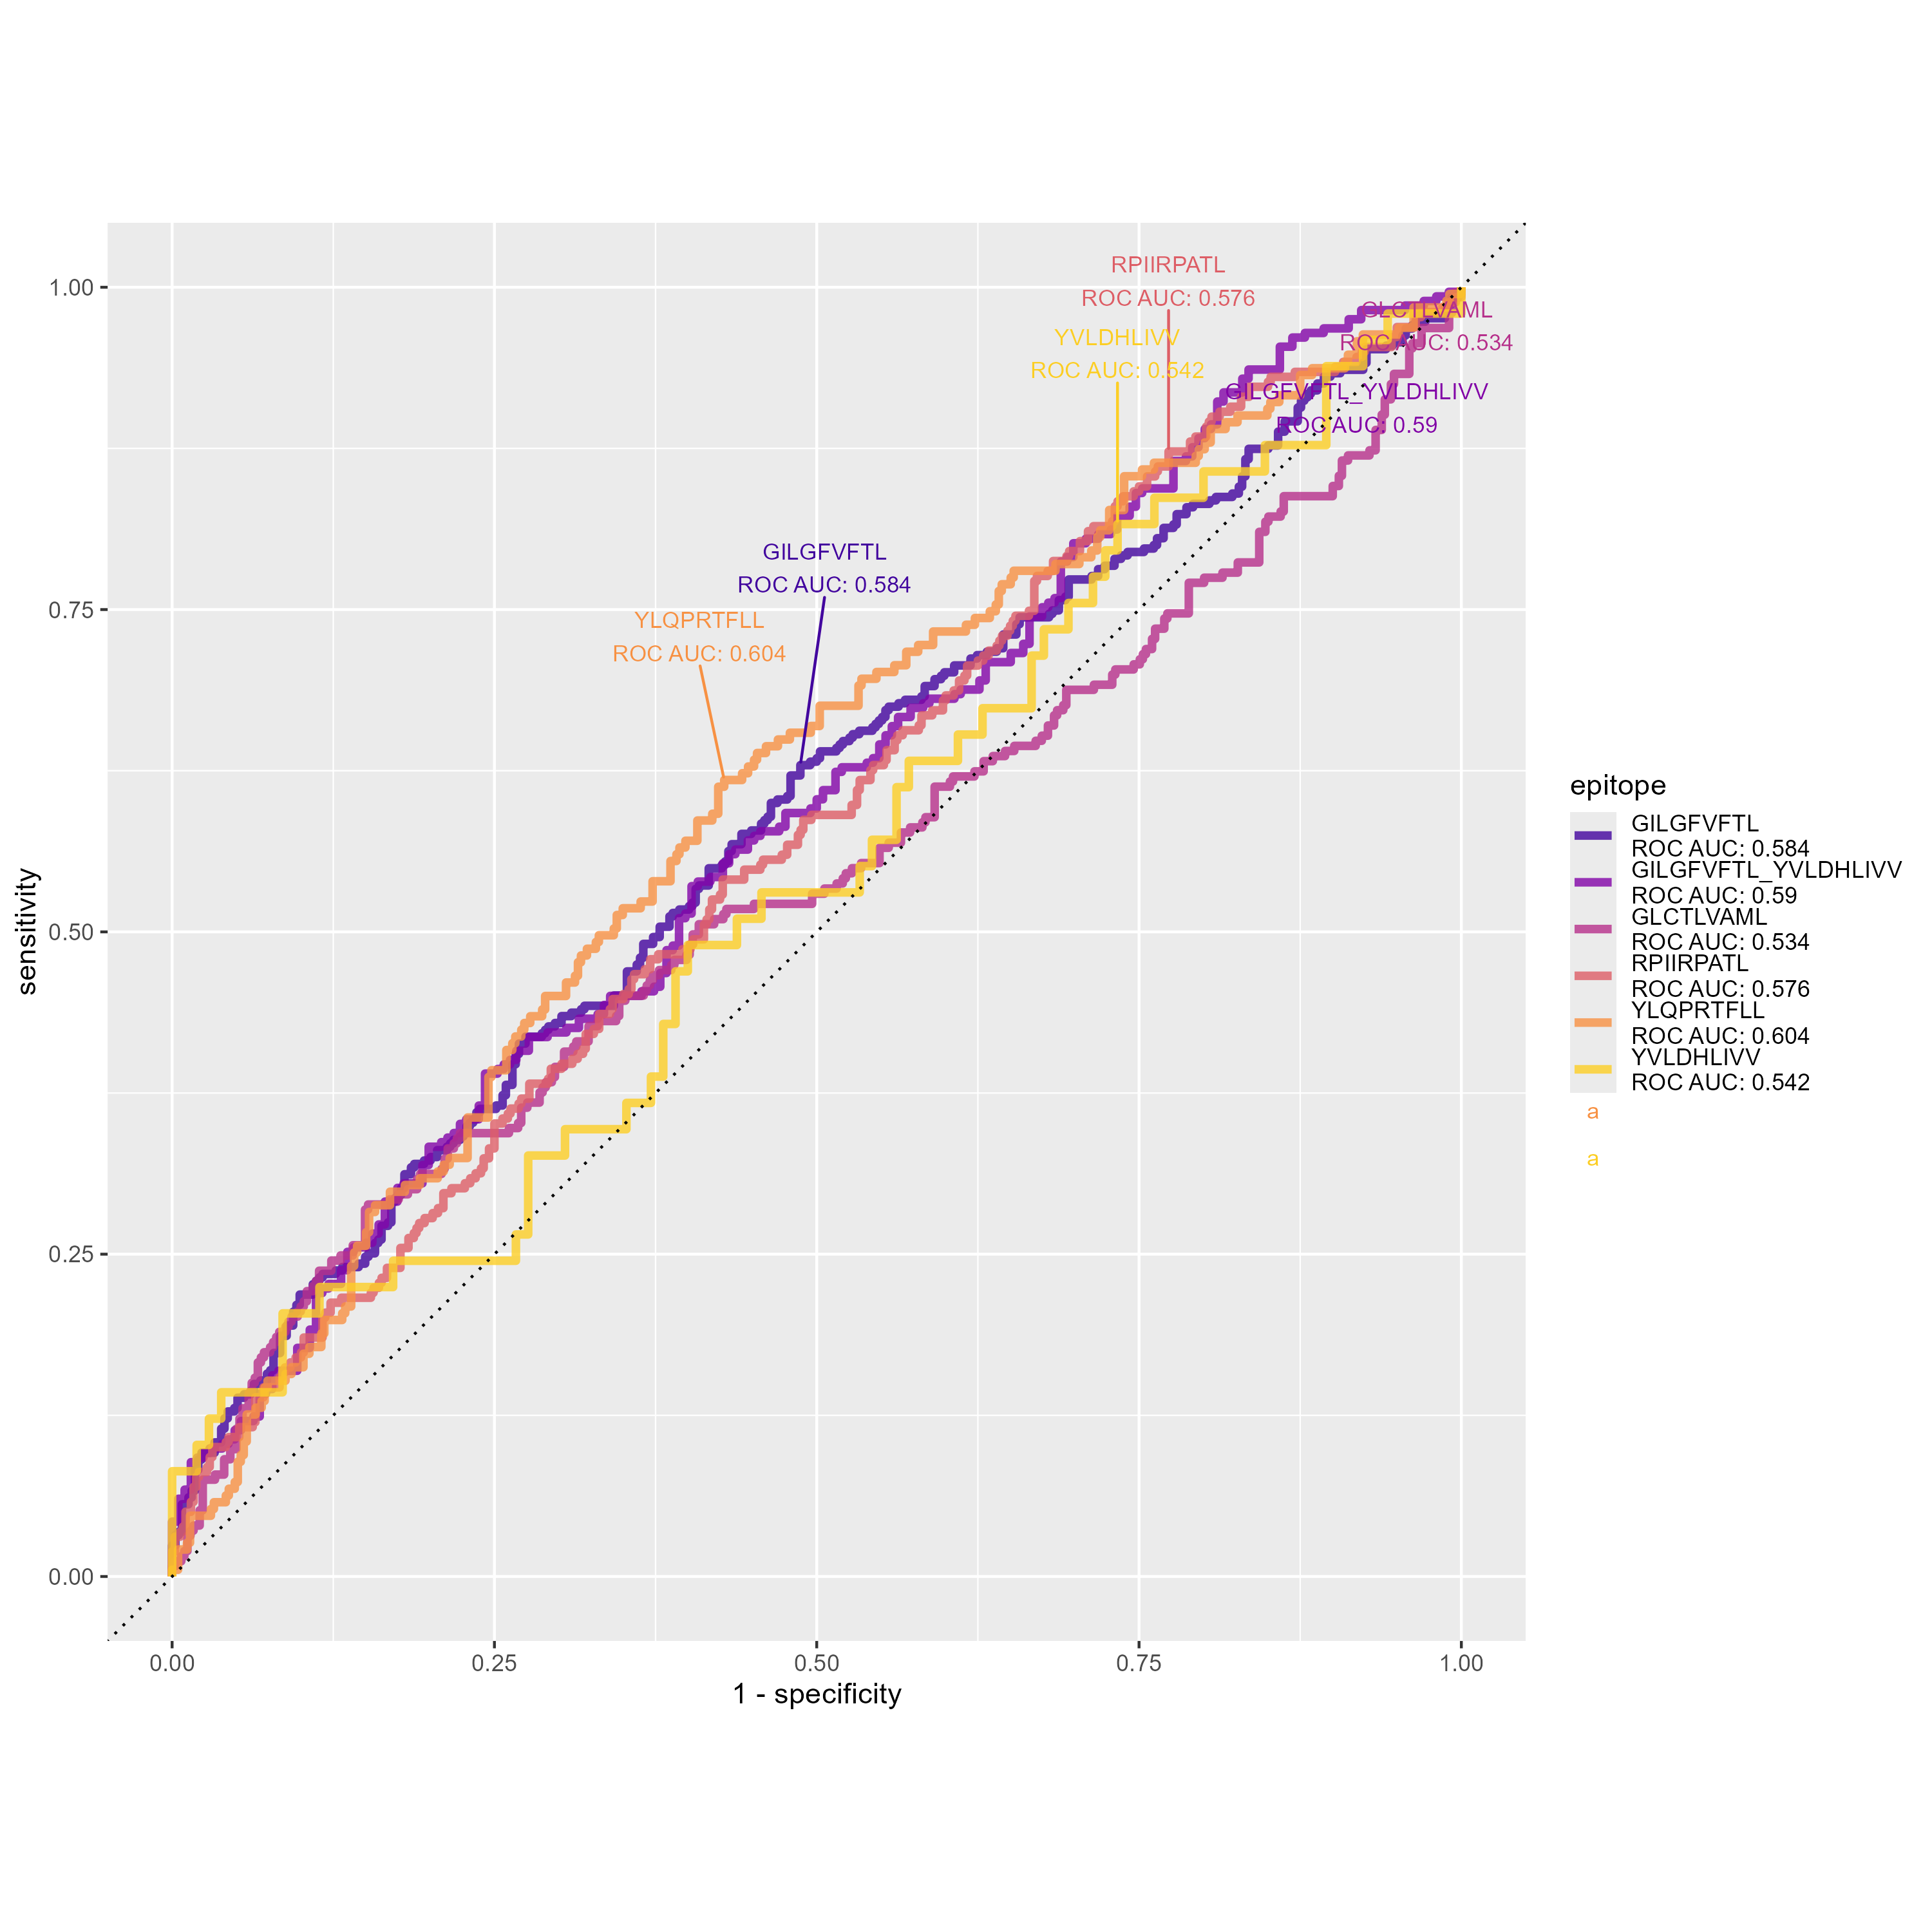 RPIIRPATL
ROC AUC: 0.576
GLCTLVAML
ROC AUC: 0.534
YVLDHLIVV
ROC AUC: 0.542
GILGFVFTL_YVLDHLIVV
ROC AUC: 0.59
GILGFVFTL
ROC AUC: 0.584
YLQPRTFLL
ROC AUC: 0.604
1.00
0.75
0.50
0.25
0.00
sensitivity
0.00
0.25
0.50
0.75
1.00
1 - specificity
epitope
GILGFVFTL
ROC AUC: 0.584
GILGFVFTL_YVLDHLIVV
ROC AUC: 0.59
GLCTLVAML
ROC AUC: 0.534
RPIIRPATL
ROC AUC: 0.576
YLQPRTFLL
ROC AUC: 0.604
YVLDHLIVV
ROC AUC: 0.542
a
a